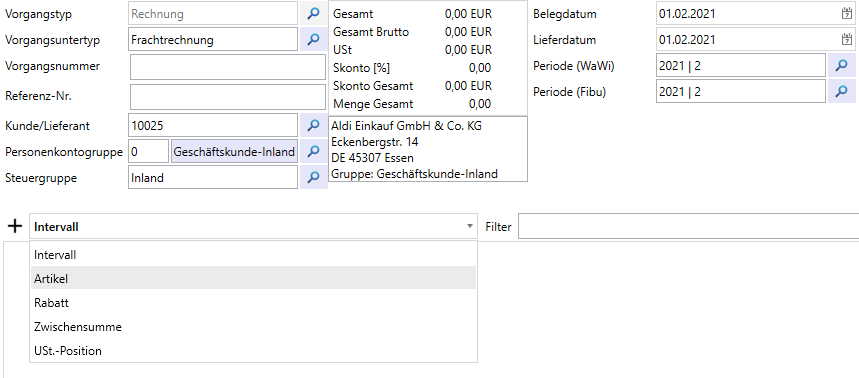 Vorgangstyp Rechnung
Vorgangsuntertyp Frachtrechnung
Vorgangsnummer
Referenz-Nr.
Kunde/Lieferant 10025
Personenkontogruppe 0 Geschäftskunde-Inland
Steuergruppe Inland
Gesamt 0,00 EUR
Gesamt Brutto 0,00 EUR
USt 0,00 EUR
Skonto [%] 0,00
Skonto Gesamt 0,00 EUR
Menge Gesamt 0,00
Aldi Einkauf GmbH & Co. KG
Eckenbergstr. 14
DE 45307 Essen
Gruppe: Geschäftskunde-Inland
Belegdatum 01.02.2021
Lieferdatum 01.02.2021
Periode (WaWi) 2021 | 2
Periode (Fibu) 2021 | 2
Intervall Filter
Intervall
Artikel
Rabatt
Zwischensumme
USt.-Position